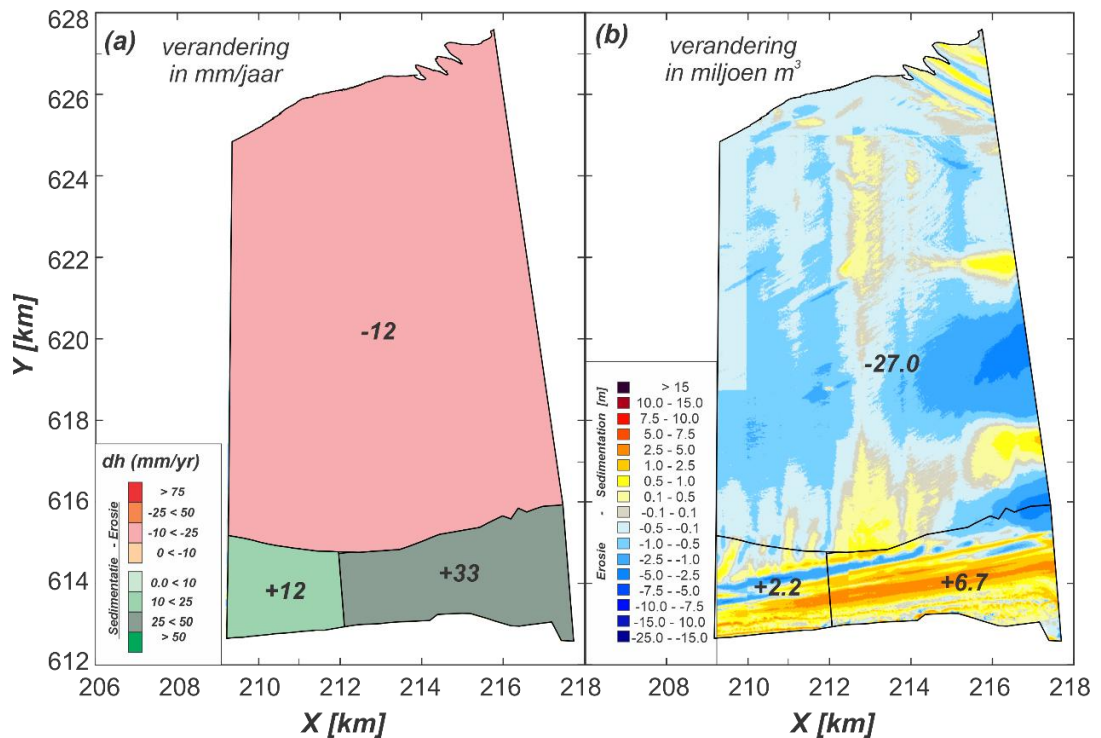 (a)
verandering
in mm/jaar
-12
+12
+33
dh (mm/yr)
Sedimentatie - Erosie
> 75
-25 < 50
-10 < -25
0 < -10
0.0 < 10
10 < 25
25 < 50
> 50
628
626
624
622
620
618
616
614
612
Y [km]
206
208
210
212
214
216
218
X [km]
(b)
verandering
in miljoen m³
-27.0
+2.2
+6.7
Erosie - Sedimentation [m]
> 15
10.0 - 15.0
7.5 - 10.0
5.0 - 7.5
2.5 - 5.0
1.0 - 2.5
0.5 - 1.0
0.1 - 0.5
-0.1 - 0.1
-0.5 - -0.1
-1.0 - -0.5
-2.5 - -1.0
-5.0 - -2.5
-7.5 - -5.0
-10.0 - -7.5
-15.0 - -10.0
-25.0 - -15.0
210
212
214
216
218
X [km]